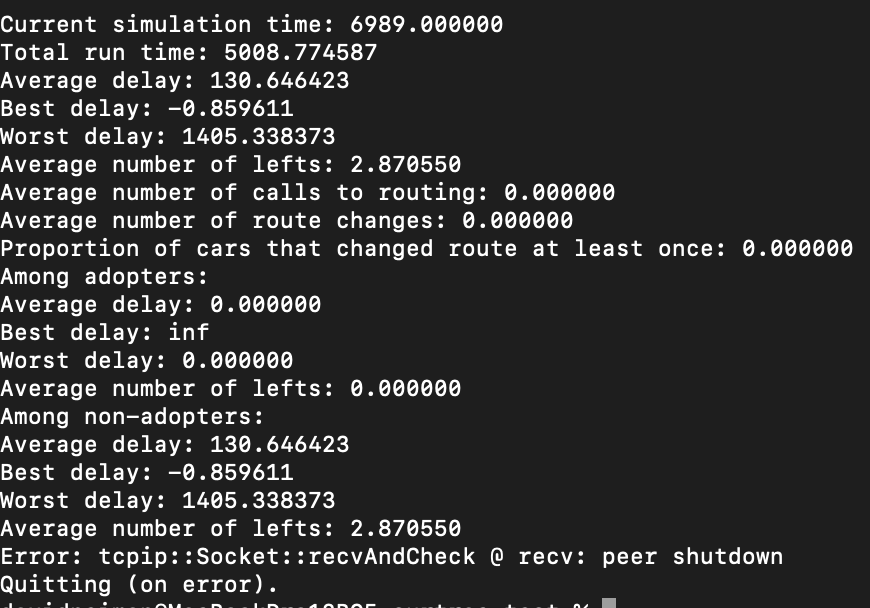 Current simulation time: 6989.000000
Total run time: 5008.774587
Average delay: 130.646423
Best delay: -0.859611
Worst delay: 1405.338373
Average number of lefts: 2.870550
Average number of calls to routing: 0.000000
Average number of route changes: 0.000000
Proportion of cars that changed route at least once: 0.000000
Among adopters:
Average delay: 0.000000
Best delay: inf
Worst delay: 0.000000
Average number of lefts: 0.000000
Among non-adopters:
Average delay: 130.646423
Best delay: -0.859611
Worst delay: 1405.338373
Average number of lefts: 2.870550
Error: tcpip::Socket::recvAndCheck @ recv: peer shutdown
Quitting (on error).